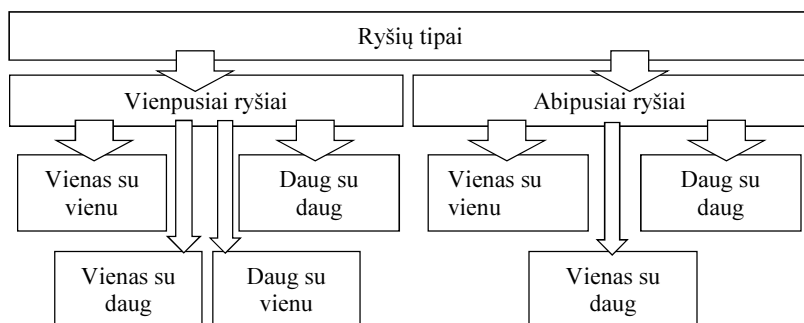 Ryšių tipai
Vienpusiai ryšiai
Abipusiai ryšiai
Vienas su
vienu
Daug su
daug
Vienas su
vienu
Daug su
daug
Vienas su
daug
Daug su
vienu
Vienas su
daug